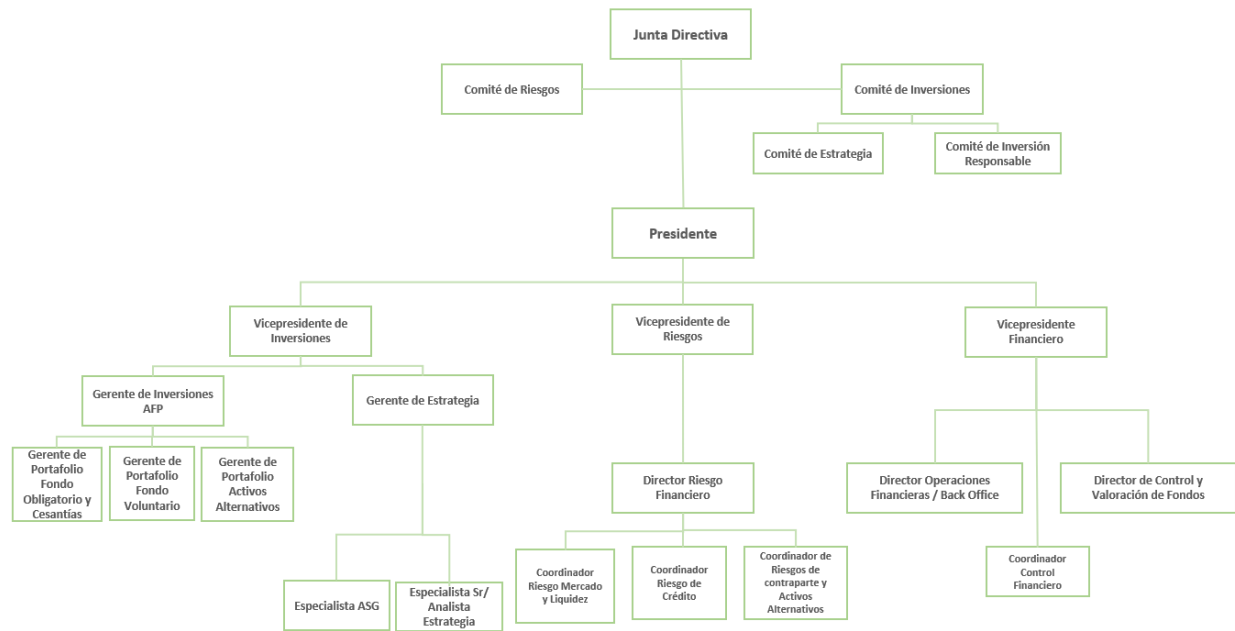 Junta Directiva
Comité de Riesgos
Comité de Inversiones
Comité de Estrategia
Comité de Inversión
Responsable
Presidente
Vicepresidente de
Inversiones
Vicepresidente de
Riesgos
Vicepresidente
Financiero
Gerente de Inversiones
AFP
Gerente de Estrategia
Gerente de
Portafolio
Fondo
Obligatorio y
Cesantías
Gerente de
Portafolio
Fondo
Voluntario
Gerente de
Portafolio
Activos
Alternativos
Director Riesgo
Financiero
Director Operaciones
Financieras / Back Office
Director de Control y
Valoración de Fondos
Especialista ASG
Especialista Sr/
Analista
Estrategia
Coordinador
Riesgo Mercado
y Liquidez
Coordinador
Riesgo de
Crédito
Coordinador de
Riesgos de
contraparte y
Activos
Alternativos
Coordinador
Control
Financiero